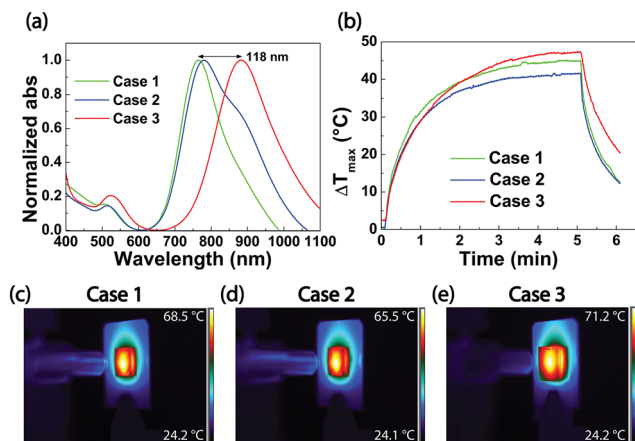 (a)
118 nm
Case 1
Case 2
Case 3
Normalized abs
1.0
0.8
0.6
0.4
0.2
0.0
400 500 600 700 800 900 1000 1100
Wavelength (nm)
(b)
50
40
30
20
10
0
ΔTmax (°C)
Case 1
Case 2
Case 3
0 1 2 3 4 5 6
Time (min)
(c) Case 1
68.5 °C
24.2 °C
(d) Case 2
65.5 °C
24.1 °C
(e) Case 3
71.2 °C
24.2 °C